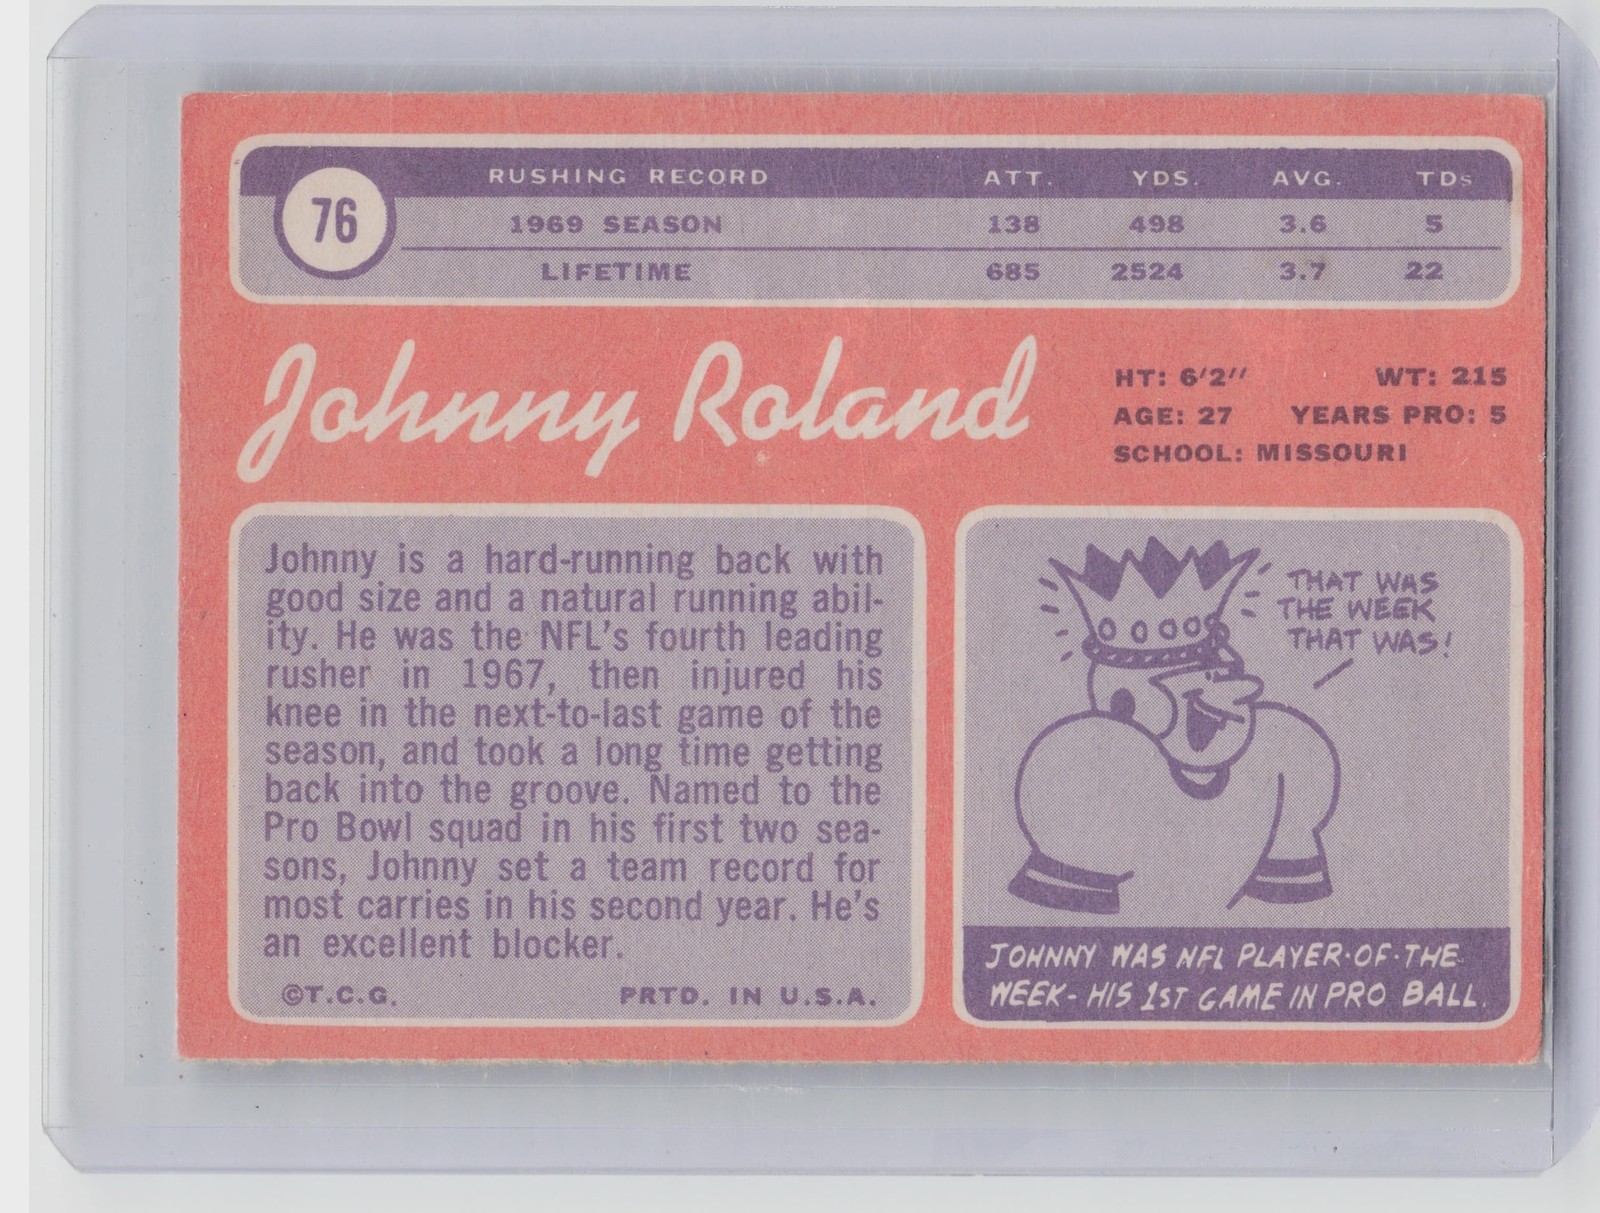 76
RUSHING RECORD ATT. YDS. AVG. TDs
1969 SEASON 138 498 3.6 5
LIFETIME 685 2524 3.7 22
Johnny Roland
HT: 6'2'' WT: 215
AGE: 27 YEARS PRO: 5
SCHOOL: MISSOURI
Johnny is a hard-running back with
good size and a natural running abil-
ity. He was the NFL's fourth leading
rusher in 1967, then injured his
knee in the next-to-last game of the
season, and took a long time getting
back into the groove. Named to the
Pro Bowl squad in his first two sea-
sons, Johnny set a team record for
most carries in his second year. He's
an excellent blocker.
©T.C.G. PRTD. IN U.S.A.
THAT WAS
THE WEEK
THAT WAS!
JOHNNY WAS NFL PLAYER-OF-THE-
WEEK- HIS 1ST GAME IN PRO BALL.